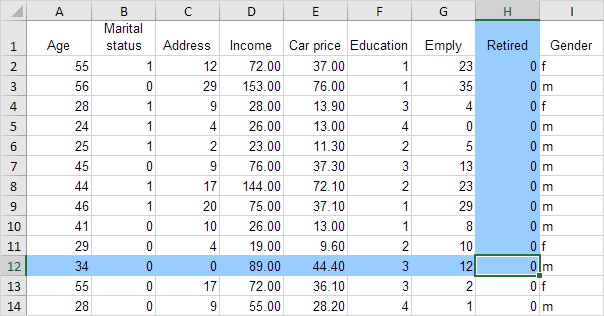 A B C D E F G H I
1 Age Marital status Address Income Car price Education Emply Retired Gender
2 55 1 12 72.00 37.00 1 23 0 f
3 56 0 29 153.00 76.00 1 35 0 m
4 28 1 9 28.00 13.90 3 4 0 f
5 24 1 4 26.00 13.00 4 0 0 m
6 25 1 2 23.00 11.30 2 5 0 m
7 45 0 9 76.00 37.30 3 13 0 m
8 44 1 17 144.00 72.10 2 23 0 m
9 46 1 20 75.00 37.10 1 29 0 m
10 41 0 10 26.00 13.00 1 8 0 m
11 29 0 4 19.00 9.60 2 10 0 f
12 34 0 0 89.00 44.40 3 12 0 m
13 55 0 17 72.00 36.10 3 2 0 f
14 28 0 9 55.00 28.20 4 1 0 m